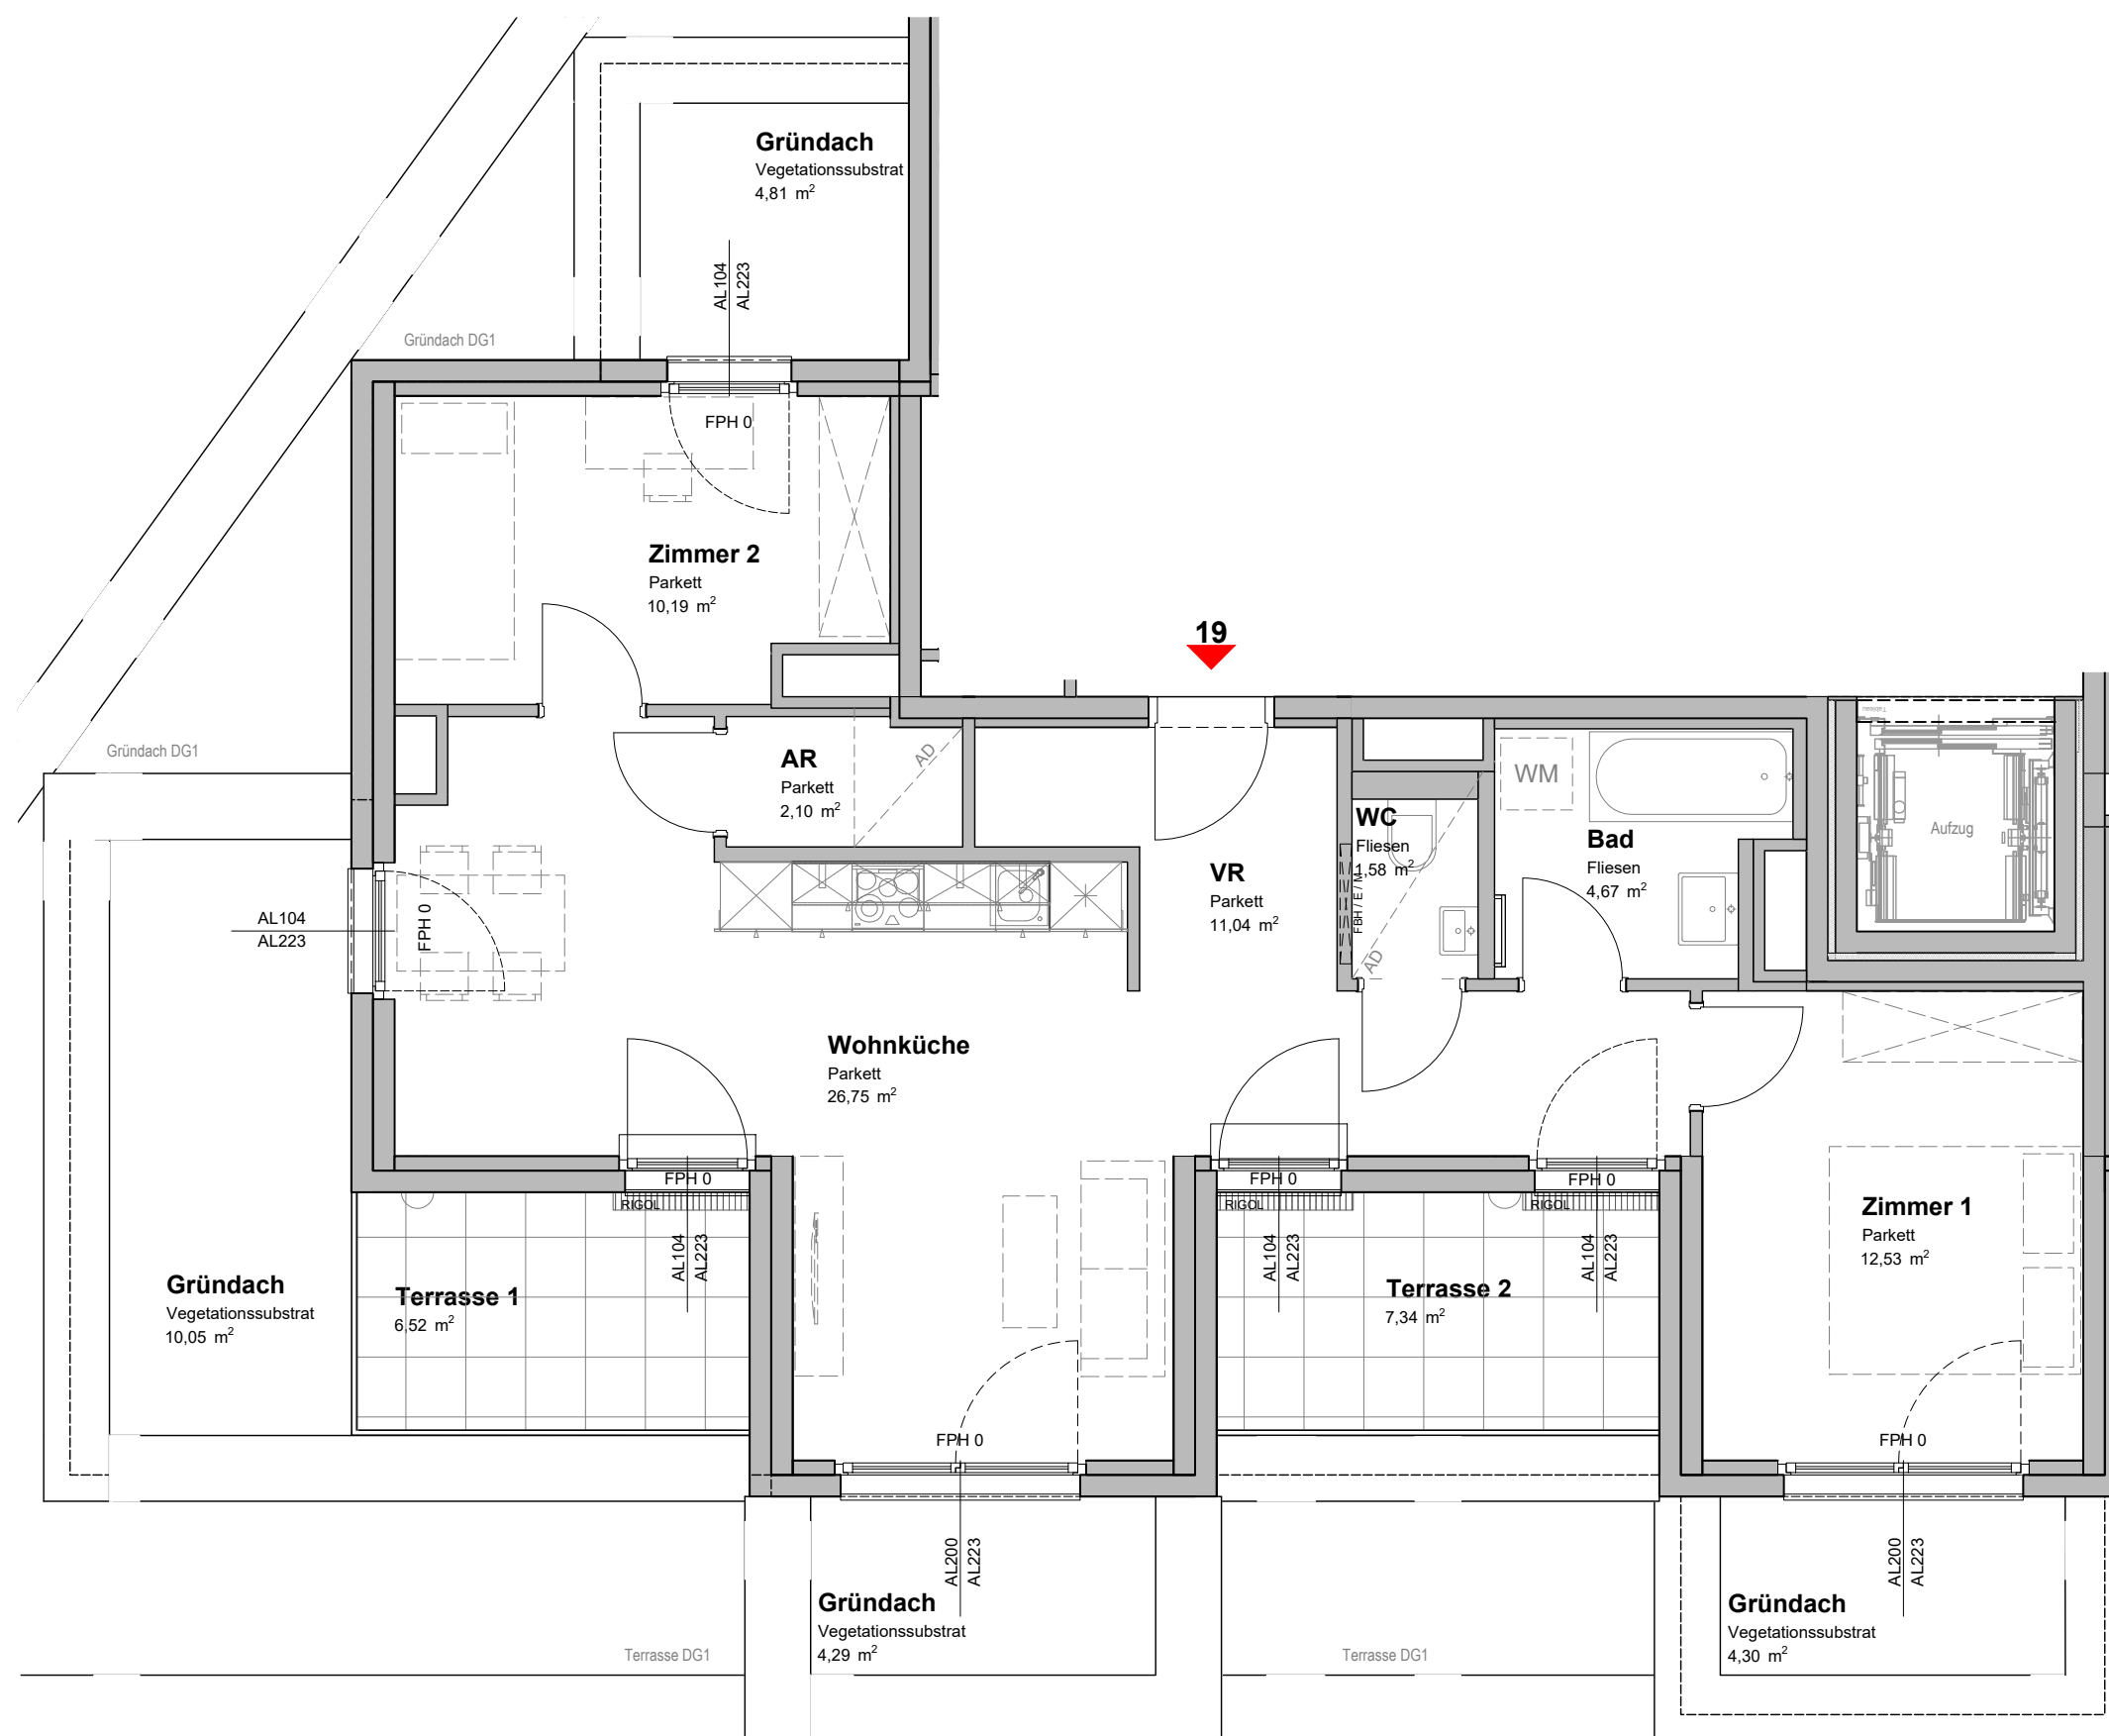 Gründach
Vegetationssubstrat
4,81 m²
AL104
AL223
Gründach DG1
FPH 0
Zimmer 2
Parkett
10,19 m²
19
Gründach DG1
AR
Parkett
2,10 m²
AD
WM
WC
Fliesen
1,58 m²
FBH / E / M
AD
Bad
Fliesen
4,67 m²
Aufzug
Tableau
VR
Parkett
11,04 m²
AL104
AL223
FPH 0
Wohnküche
Parkett
26,75 m²
FPH 0
RIGOL
AL104
AL223
FPH 0
RIGOL
AL104
AL223
FPH 0
RIGOL
AL104
AL223
Zimmer 1
Parkett
12,53 m²
Gründach
Vegetationssubstrat
10,05 m²
Terrasse 1
6,52 m²
Terrasse 2
7,34 m²
FPH 0
FPH 0
AL200
AL223
AL200
AL223
Gründach
Vegetationssubstrat
4,29 m²
Gründach
Vegetationssubstrat
4,30 m²
Terrasse DG1
Terrasse DG1